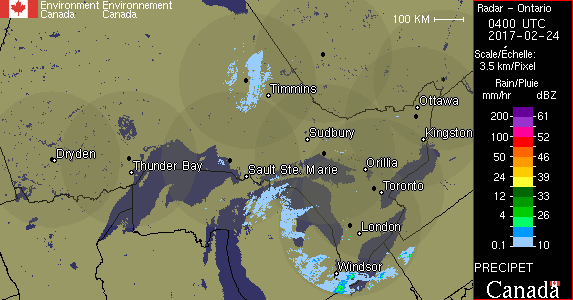 Environment Environnement
Canada Canada
100 KM
Timmins
Ottawa
Sudbury
Kingston
Dryden
Thunder Bay
Sault Ste. Marie
Orillia
Toronto
London
Windsor
Radar - Ontario
0400 UTC
2017-02-24
Scale/Échelle:
3.5 km/Pixel
Rain/Pluie
mm/hr dBZ
200 61
100 52
50 46
24 39
12 33
4 26
0.1 10
PRECIPET
Canada